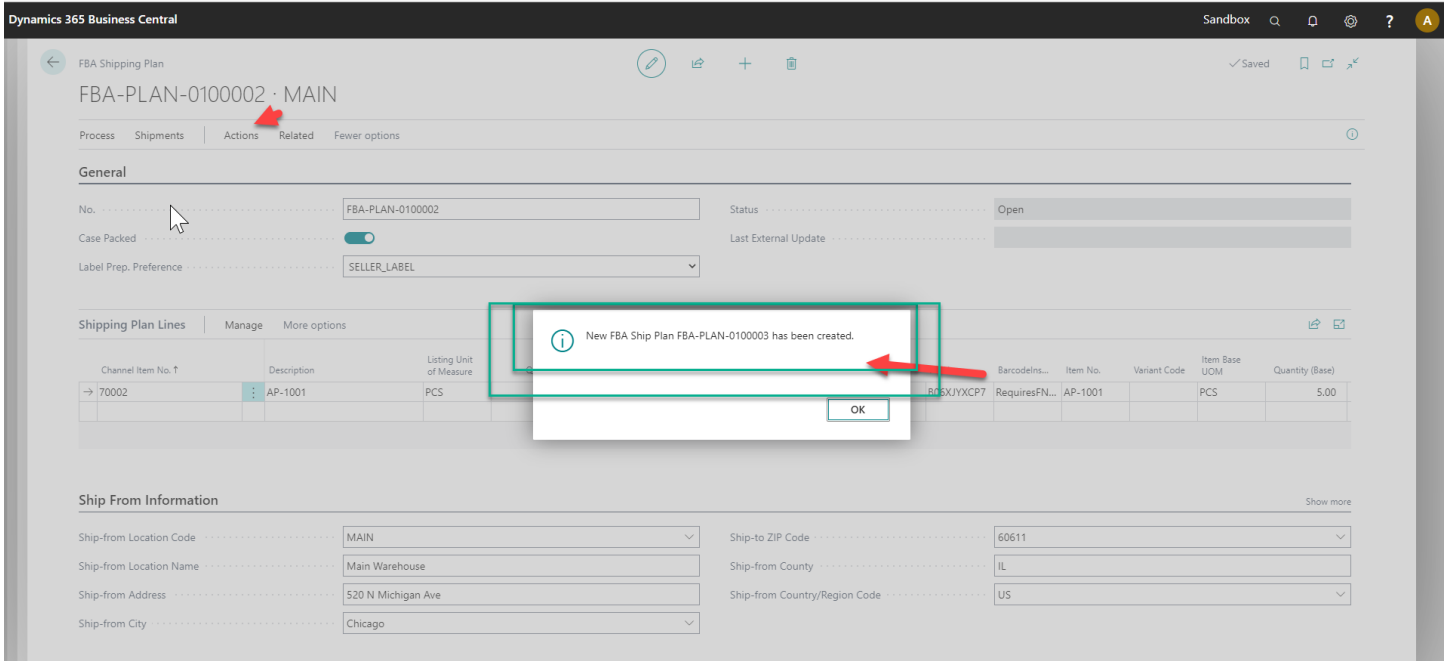 Dynamics 365 Business Central
Sandbox
?
A
FBA Shipping Plan
Saved
FBA-PLAN-0100002 · MAIN
Process Shipments Actions Related Fewer options
General
No. FBA-PLAN-0100002 Status Open
Case Packed Last External Update
Label Prep. Preference SELLER_LABEL
Shipping Plan Lines Manage More options
New FBA Ship Plan FBA-PLAN-0100003 has been created.
OK
Channel Item No. ↑ Description Listing Unit of Measure BarcodeIns... Item No. Variant Code Item Base UOM Quantity (Base)
→ 70002 AP-1001 PCS B06XJYXCP7 RequiresFN... AP-1001 PCS 5.00
Ship From Information Show more
Ship-from Location Code MAIN Ship-to ZIP Code 60611
Ship-from Location Name Main Warehouse Ship-from County IL
Ship-from Address 520 N Michigan Ave Ship-from Country/Region Code US
Ship-from City Chicago